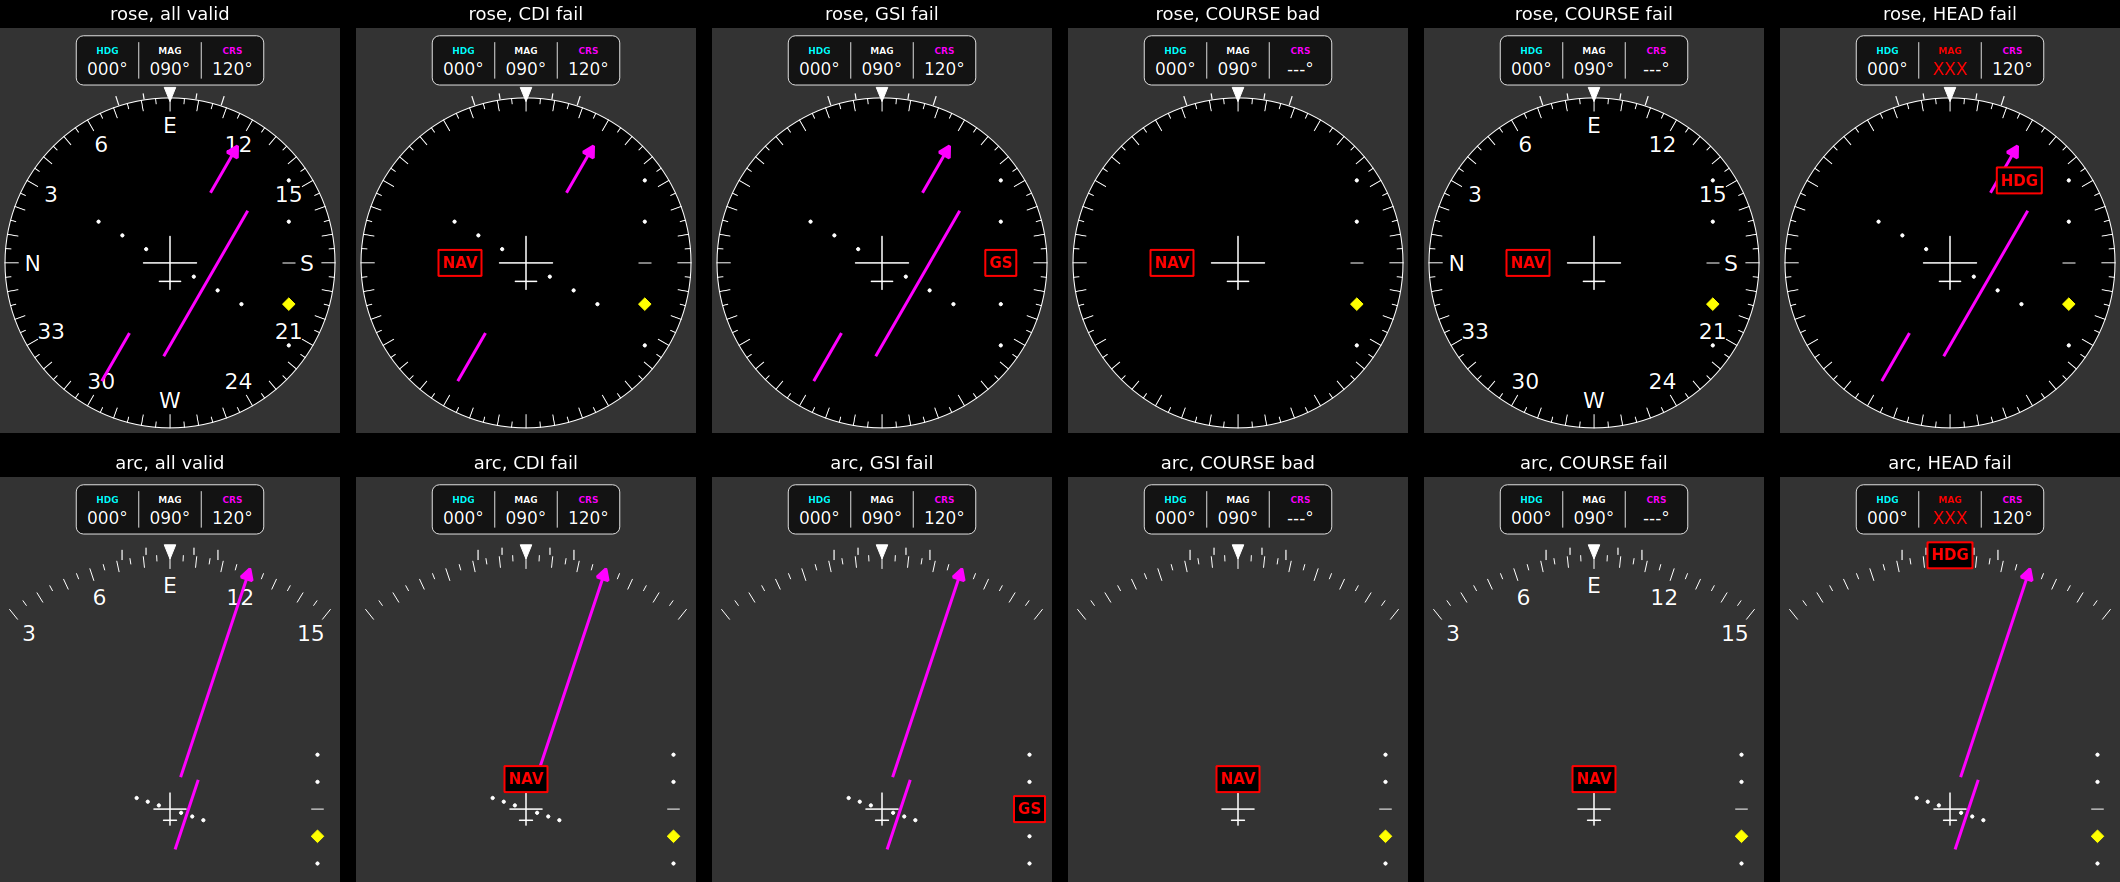 rose, all valid
rose, CDI fail
rose, GSI fail
rose, COURSE bad
rose, COURSE fail
rose, HEAD fail
HDG MAG CRS
000° 090° 120°
E
6 12
3 15
N S
33 21
30 24
W
HDG MAG CRS
000° 090° 120°
NAV
HDG MAG CRS
000° 090° 120°
GS
HDG MAG CRS
000° 090° ---°
NAV
HDG MAG CRS
000° 090° ---°
E
6 12
3 15
N NAV S
33 21
30 24
W
HDG MAG CRS
000° XXX 120°
HDG
arc, all valid
arc, CDI fail
arc, GSI fail
arc, COURSE bad
arc, COURSE fail
arc, HEAD fail
HDG MAG CRS
000° 090° 120°
E
6 12
3 15
HDG MAG CRS
000° 090° 120°
NAV
HDG MAG CRS
000° 090° 120°
GS
HDG MAG CRS
000° 090° ---°
NAV
HDG MAG CRS
000° 090° ---°
E
6 12
3 15
NAV
HDG MAG CRS
000° XXX 120°
HDG